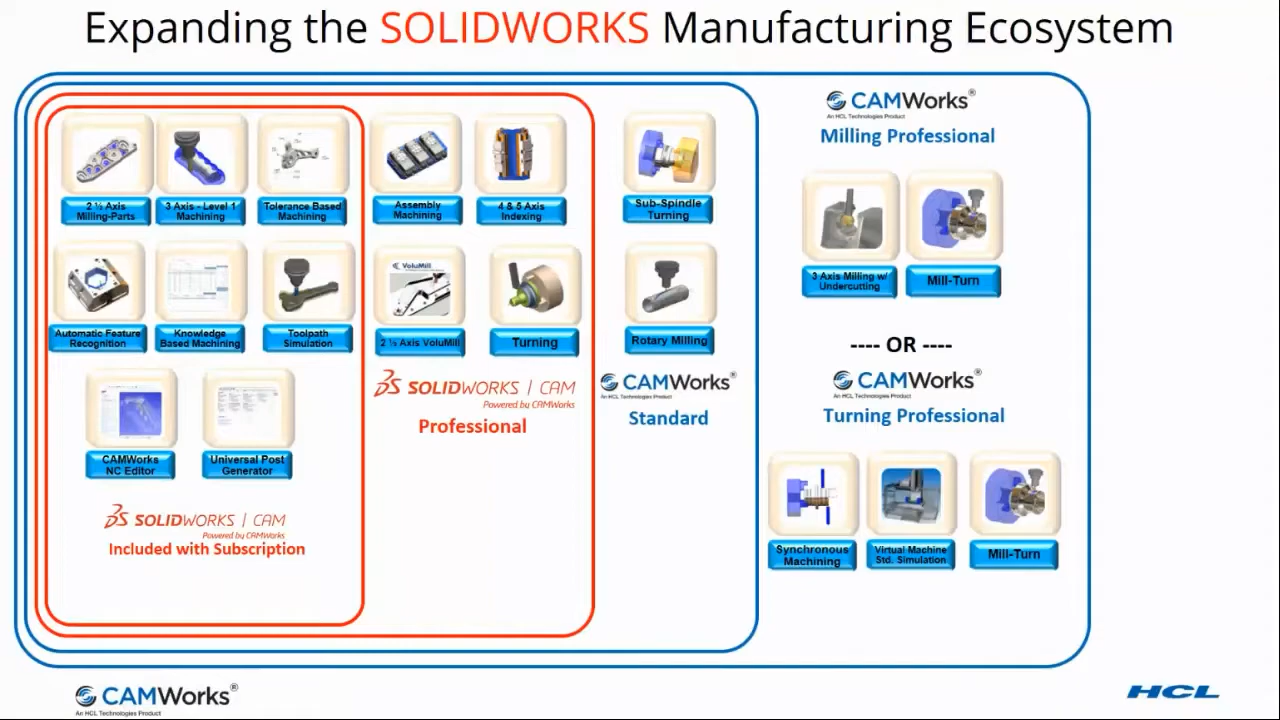 Expanding the SOLIDWORKS Manufacturing Ecosystem
2 ½ Axis
Milling-Parts
3 Axis - Level 1
Machining
Tolerance Based
Machining
Automatic Feature
Recognition
Knowledge
Based Machining
Toolpath
Simulation
CAMWorks
NC Editor
Universal Post
Generator
SOLIDWORKS | CAM
Powered by CAMWorks
Included with Subscription
Assembly
Machining
4 & 5 Axis
Indexing
VoluMill
2 ½ Axis VoluMill
Turning
SOLIDWORKS | CAM
Powered by CAMWorks
Professional
Sub-Spindle
Turning
Rotary Milling
CAMWorks®
An HCL Technologies Product
Standard
CAMWorks®
An HCL Technologies Product
Milling Professional
3 Axis Milling w/
Undercutting
Mill-Turn
---- OR ----
CAMWorks®
An HCL Technologies Product
Turning Professional
Synchronous
Machining
Virtual Machine
Std. Simulation
Mill-Turn
CAMWorks®
An HCL Technologies Product
HCL